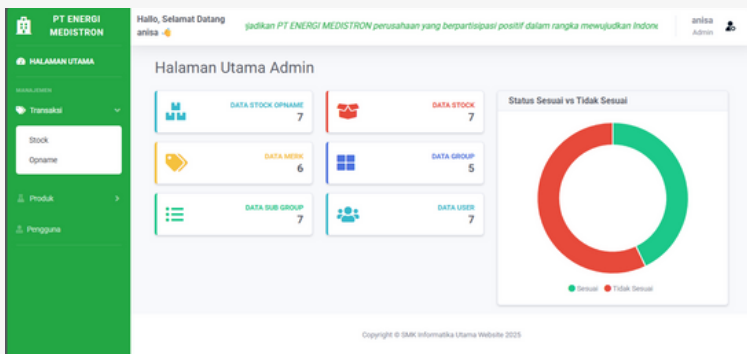 PT ENERGI
MEDISTRON
HALAMAN UTAMA
MANAJEMEN
Transaksi
Stock
Opname
Produk
Pengguna
Hallo, Selamat Datang
anisa
jadikan PT ENERGI MEDISTRON perusahaan yang berpartisipasi positif dalam rangka mewujudkan Indone
anisa
Admin
Halaman Utama Admin
DATA STOCK OPNAME
7
DATA STOCK
7
DATA MERK
6
DATA GROUP
5
DATA SUB GROUP
7
DATA USER
7
Status Sesuai vs Tidak Sesuai
Sesuai
Tidak Sesuai
Copyright © SMK Informatika Utama Website 2025